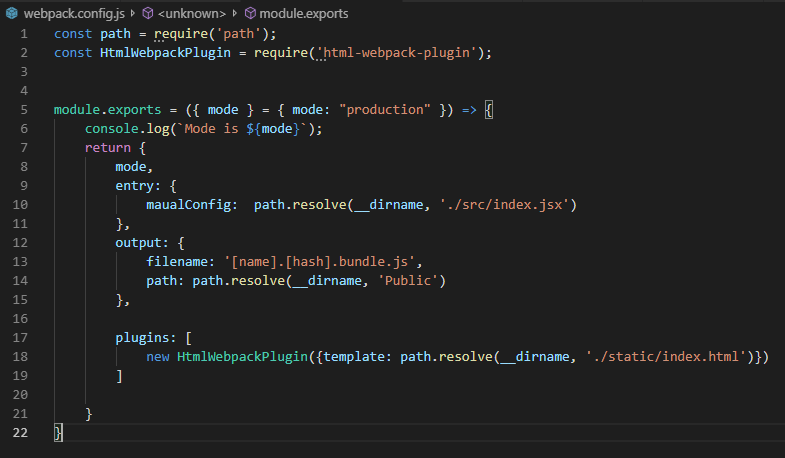 webpack.config.js > <unknown> > module.exports
1 const path = require('path');
2 const HtmlWebpackPlugin = require('html-webpack-plugin');
3
4
5 module.exports = ({ mode } = { mode: "production" }) => {
6     console.log(`Mode is ${mode}`);
7     return {
8         mode,
9         entry: {
10             maualConfig:  path.resolve(__dirname, './src/index.jsx')
11         },
12         output: {
13             filename: '[name].[hash].bundle.js',
14             path: path.resolve(__dirname, 'Public')
15         },
16
17         plugins: [
18             new HtmlWebpackPlugin({template: path.resolve(__dirname, './static/index.html')})
19         ]
20
21     }
22 }